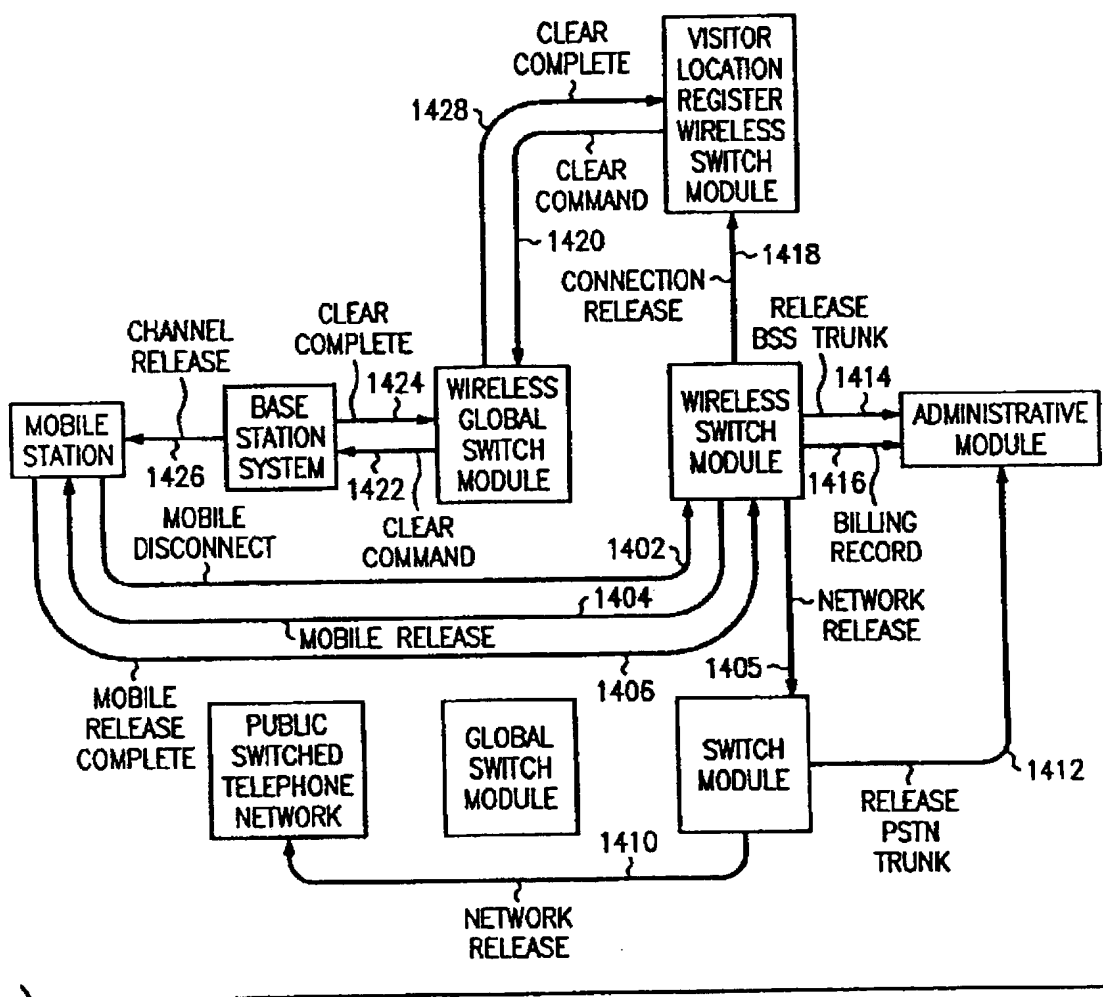 CLEAR
COMPLETE
1428
VISITOR
LOCATION
REGISTER
WIRELESS
SWITCH
MODULE
CLEAR
COMMAND
1420
1418
CONNECTION
RELEASE
RELEASE
BSS TRUNK
1414
CHANNEL
RELEASE
CLEAR
COMPLETE
1424
MOBILE
STATION
1426
BASE
STATION
SYSTEM
1422
WIRELESS
GLOBAL
SWITCH
MODULE
CLEAR
COMMAND
WIRELESS
SWITCH
MODULE
ADMINISTRATIVE
MODULE
1416
BILLING
RECORD
MOBILE
DISCONNECT
1402
1404
MOBILE RELEASE
NETWORK
RELEASE
1405
1406
MOBILE
RELEASE
COMPLETE
PUBLIC
SWITCHED
TELEPHONE
NETWORK
GLOBAL
SWITCH
MODULE
SWITCH
MODULE
1412
RELEASE
PSTN
TRUNK
1410
NETWORK
RELEASE